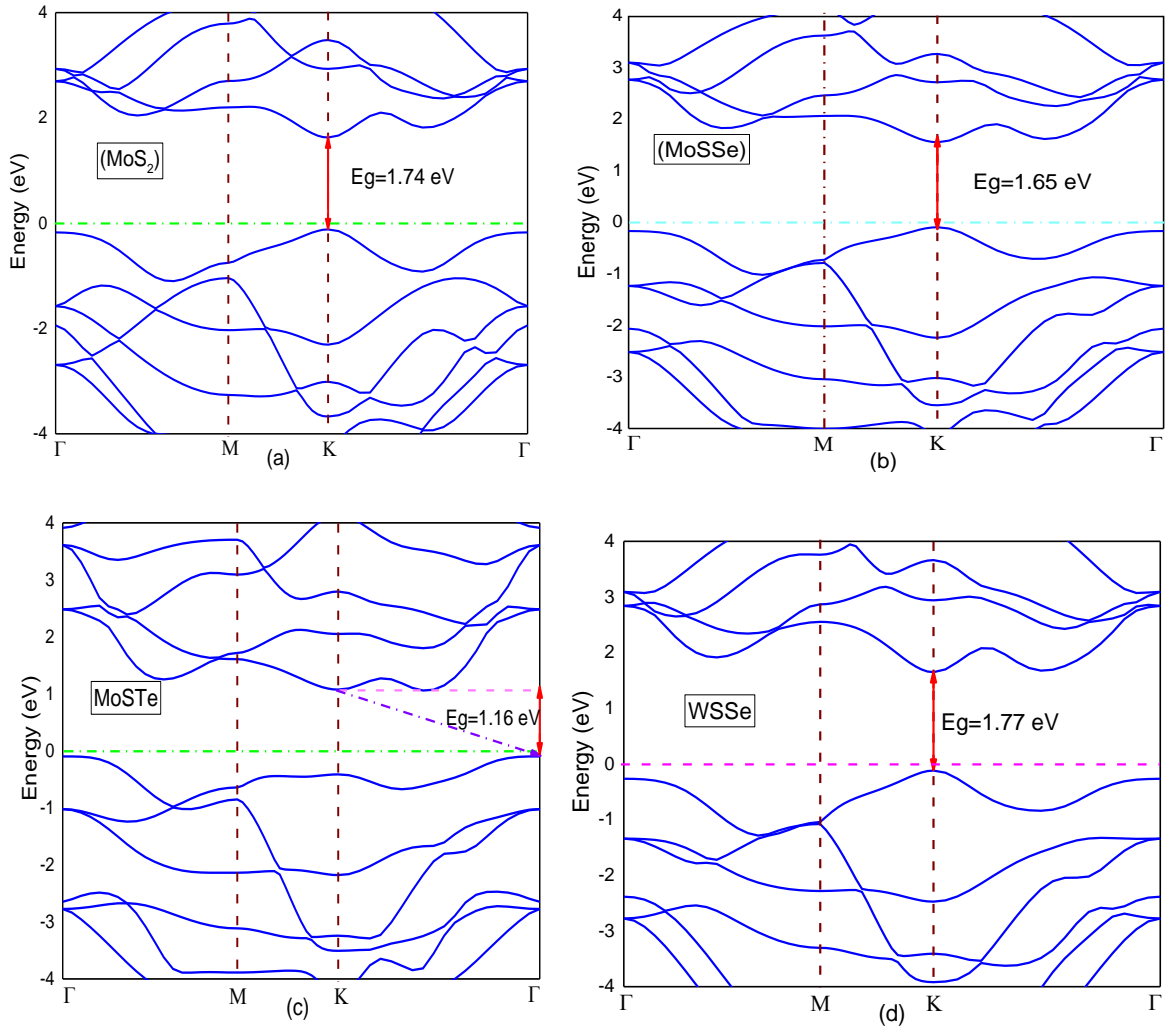 4
2
0
-2
-4
Energy (eV)
(MoS₂)
Eg=1.74 eV
Γ M K Γ
(a)
4
3
2
1
0
-1
-2
-3
-4
Energy (eV)
(MoSSe)
Eg=1.65 eV
Γ M K Γ
(b)
4
3
2
1
0
-1
-2
-3
-4
Energy (eV)
MoSTe
Eg=1.16 eV
Γ M K Γ
(c)
4
3
2
1
0
-1
-2
-3
-4
Energy (eV)
WSSe
Eg=1.77 eV
Γ M K Γ
(d)